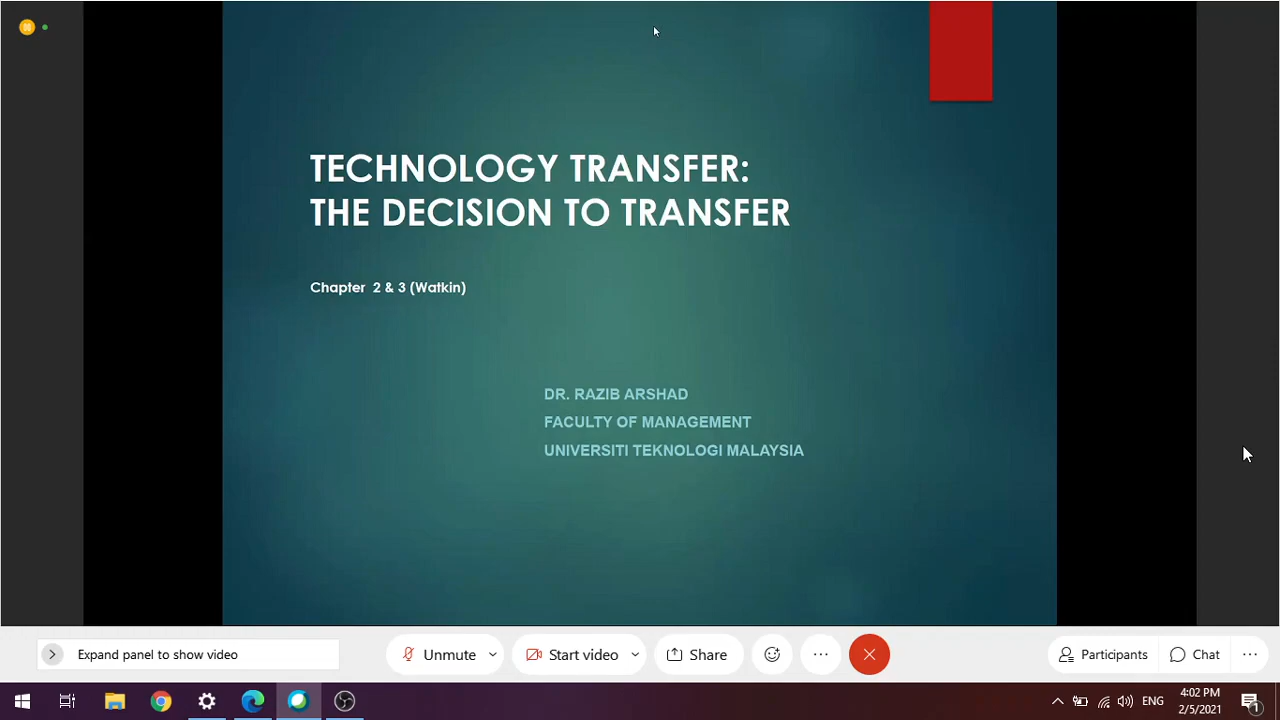 TECHNOLOGY TRANSFER:
THE DECISION TO TRANSFER
Chapter 2 & 3 (Watkin)
DR. RAZIB ARSHAD
FACULTY OF MANAGEMENT
UNIVERSITI TEKNOLOGI MALAYSIA
Expand panel to show video
Unmute
Start video
Share
Participants
Chat
ENG
4:02 PM
2/5/2021
1